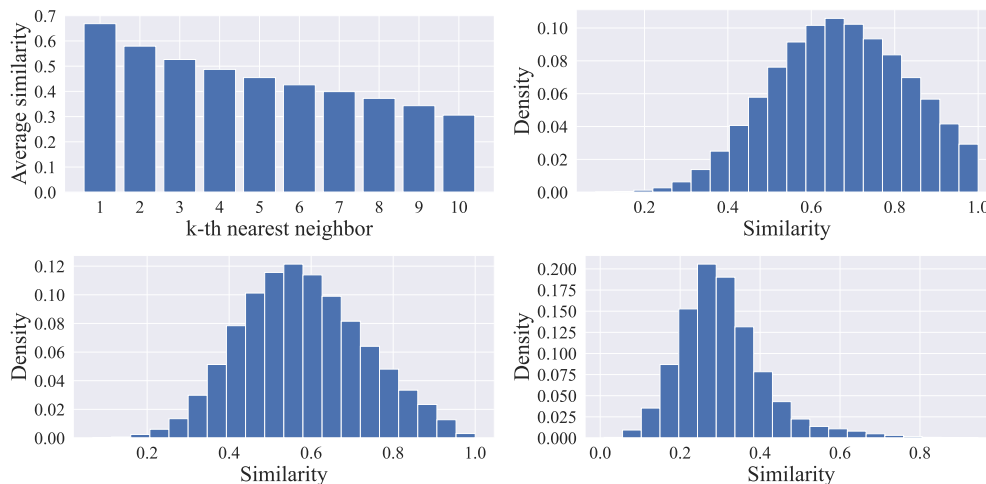 0.7
0.6
0.5
0.4
0.3
0.2
0.1
0.0
Average similarity
1 2 3 4 5 6 7 8 9 10
k-th nearest neighbor
0.10
0.08
0.06
0.04
0.02
0.00
Density
0.2 0.4 0.6 0.8 1.0
Similarity
0.12
0.10
0.08
0.06
0.04
0.02
0.00
Density
0.2 0.4 0.6 0.8 1.0
Similarity
0.200
0.175
0.150
0.125
0.100
0.075
0.050
0.025
0.000
Density
0.0 0.2 0.4 0.6 0.8
Similarity